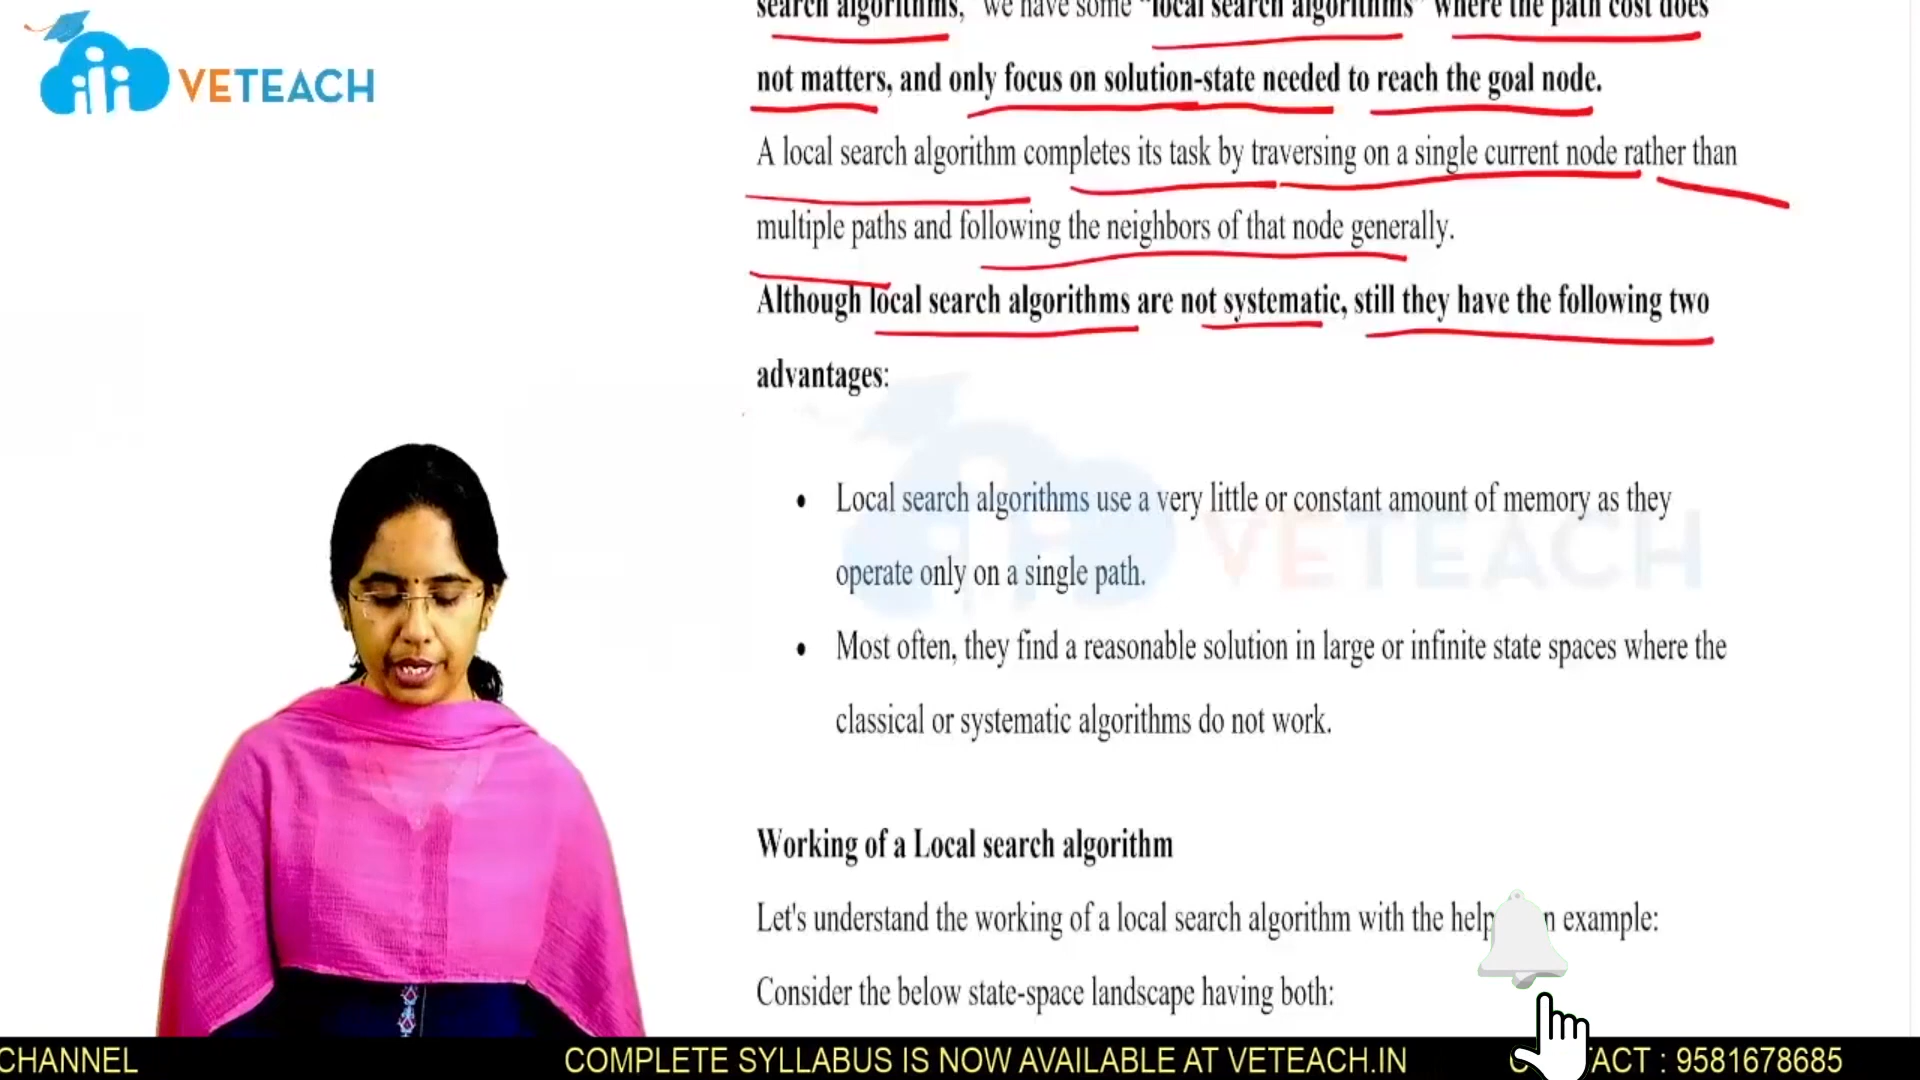 search algorithms," we have some "local search algorithms" where the path cost does
VETEACH
not matters, and only focus on solution-state needed to reach the goal node.
A local search algorithm completes its task by traversing on a single current node rather than
multiple paths and following the neighbors of that node generally.
Although local search algorithms are not systematic, still they have the following two
advantages:
• Local search algorithms use a very little or constant amount of memory as they
operate only on a single path.
VETEACH
• Most often, they find a reasonable solution in large or infinite state spaces where the
classical or systematic algorithms do not work.
Working of a Local search algorithm
Let's understand the working of a local search algorithm with the help n example:
Consider the below state-space landscape having both:
CHANNEL COMPLETE SYLLABUS IS NOW AVAILABLE AT VETEACH.IN : 9581678685